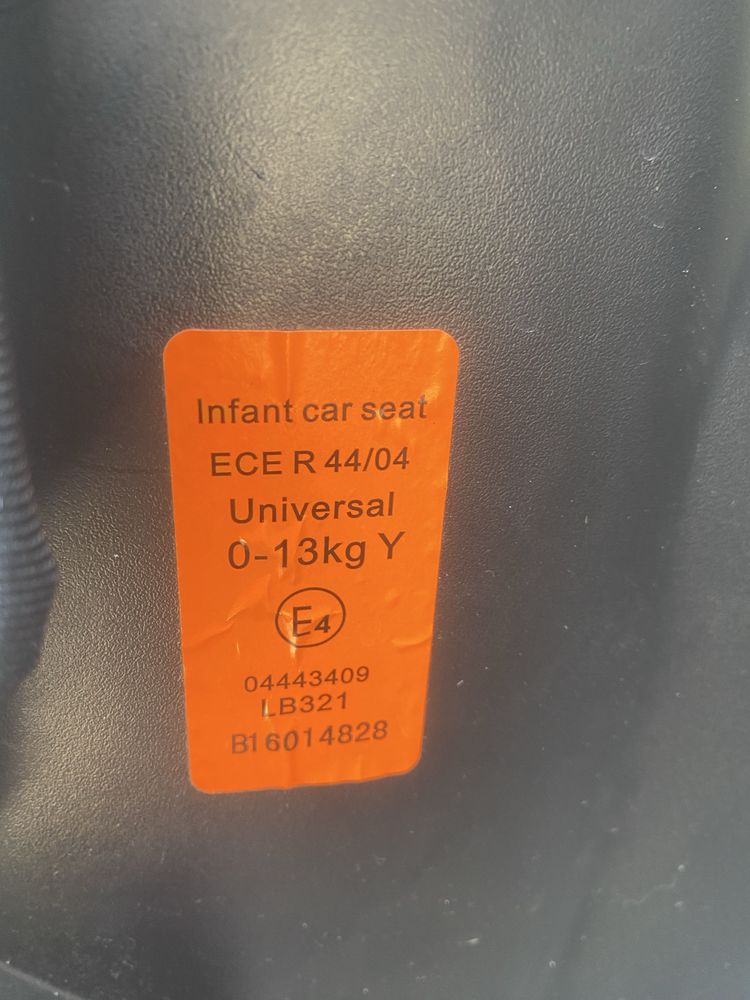 Infant car seat
ECE R 44/04
Universal
0-13kg Y
E4
04443409
LB321
B16014828